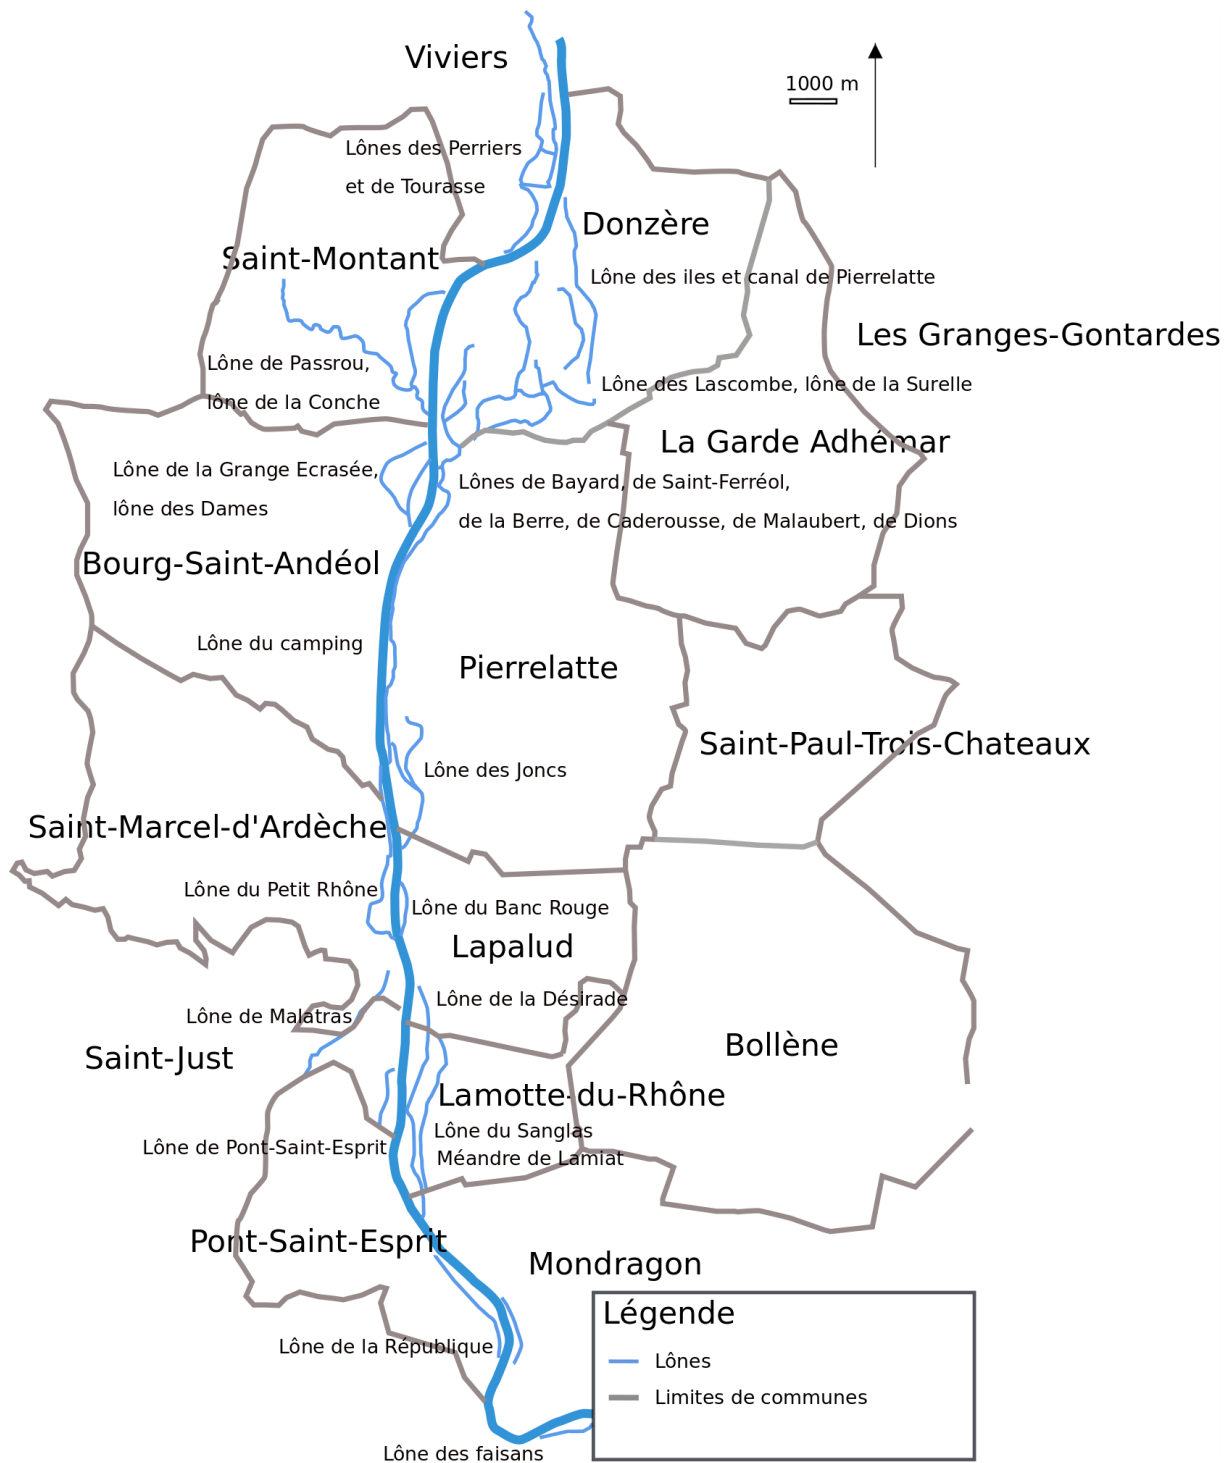 Viviers
1000 m
Lônes des Perriers
et de Tourasse
Donzère
Saint-Montant
Lône des iles et canal de Pierrelatte
Les Granges-Gontardes
Lône de Passrou,
lône de la Conche
Lône des Lascombe, lône de la Surelle
La Garde Adhémar
Lône de la Grange Ecrasée,
lône des Dames
Lônes de Bayard, de Saint-Ferréol,
de la Berre, de Caderousse, de Malaubert, de Dions
Bourg-Saint-Andéol
Lône du camping
Pierrelatte
Saint-Paul-Trois-Chateaux
Lône des Joncs
Saint-Marcel-d'Ardèche
Lône du Petit Rhône
Lône du Banc Rouge
Lapalud
Lône de la Désirade
Lône de Malatras
Bollène
Saint-Just
Lamotte-du-Rhône
Lône du Sanglas
Méandre de Lamiat
Lône de Pont-Saint-Esprit
Pont-Saint-Esprit
Mondragon
Légende
Lônes
Limites de communes
Lône de la République
Lône des faisans